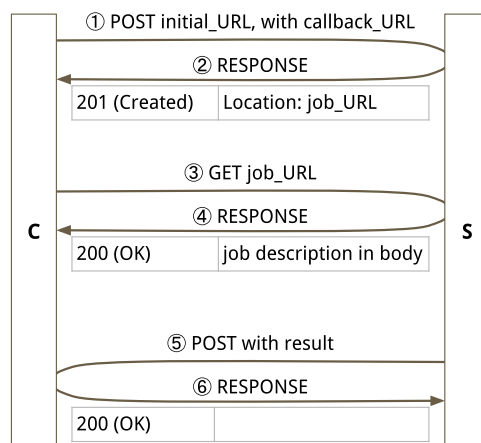 ① POST initial_URL, with callback_URL
② RESPONSE
201 (Created) Location: job_URL
③ GET job_URL
④ RESPONSE
C S
200 (OK) job description in body
⑤ POST with result
⑥ RESPONSE
200 (OK)